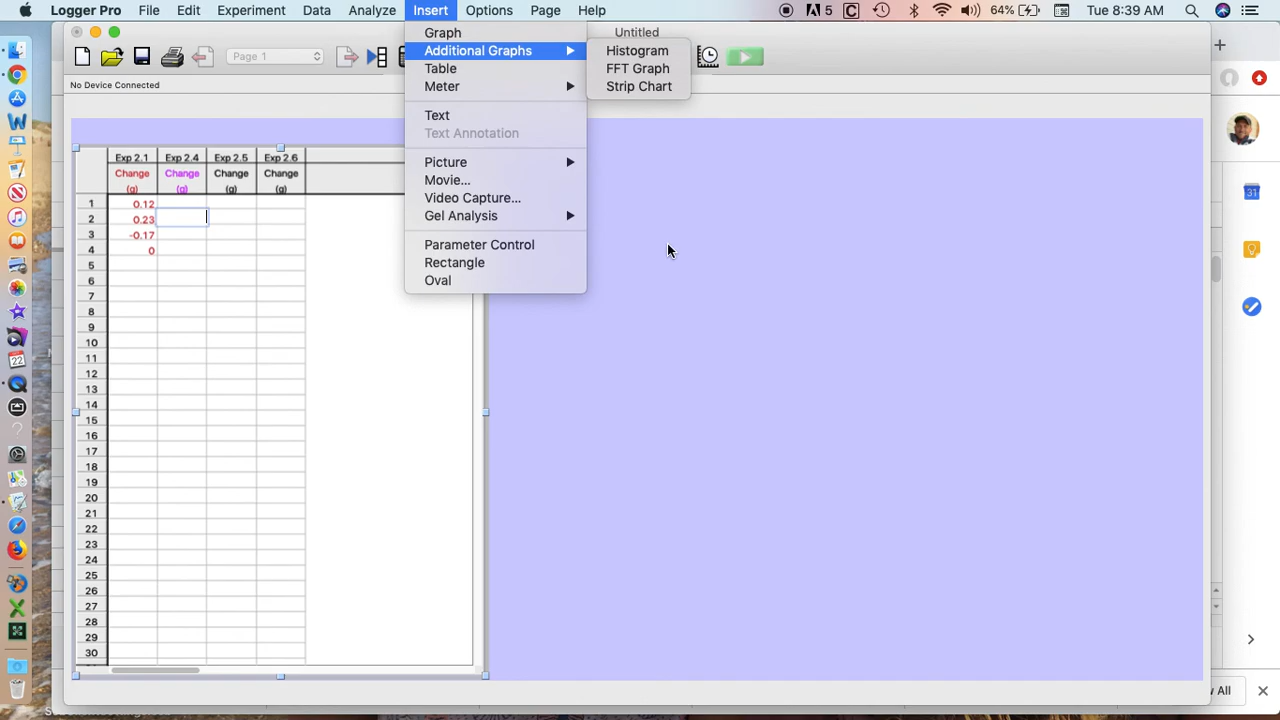 Logger Pro File Edit Experiment Data Analyze Insert Options Page Help 5 64% Tue 8:39 AM
Graph
Untitled
Additional Graphs
Histogram
Page 1
Table
FFT Graph
Meter
Strip Chart
No Device Connected
Text
Text Annotation
Picture
Movie...
Video Capture...
Gel Analysis
Parameter Control
Rectangle
Oval
Exp 2.1 Exp 2.4 Exp 2.5 Exp 2.6
Change Change Change Change
(g) (g) (g) (g)
1 0.12
2 0.23
3 -0.17
4 0
5
6
7
8
9
10
11
12
13
14
15
16
17
18
19
20
21
22
23
24
25
26
27
28
29
30
31
22